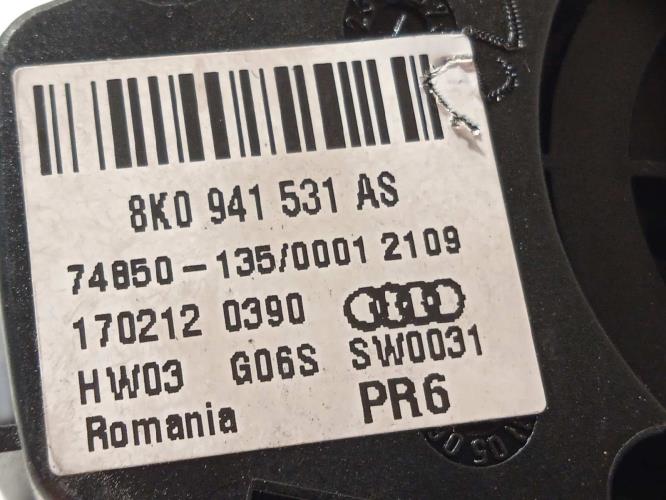 8K0 941 531 AS
74850-135/0001 2109
170212 0390
HW03 G06S SW0031
Romania PR6